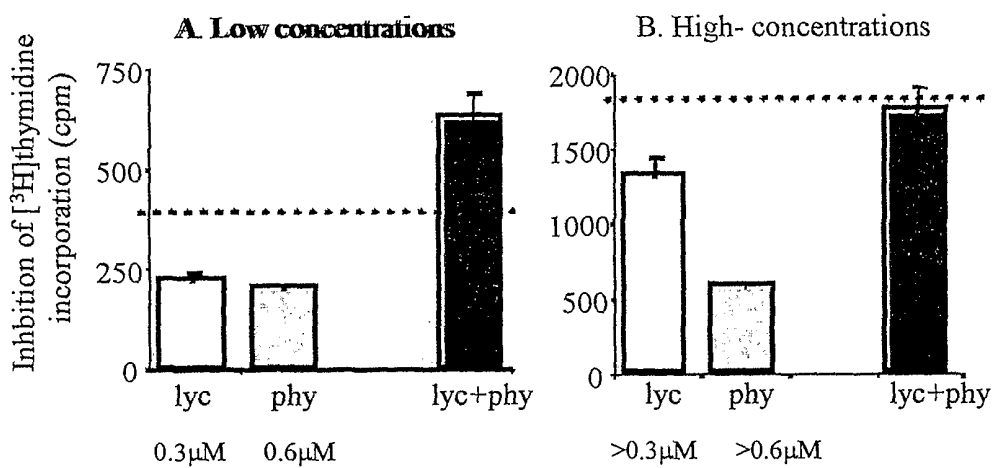 A. Low concentrations
B. High- concentrations
Inhbition of [³H]thymidine
incorporation (cpm)
750
500
250
0
2000
1500
1000
500
0
lyc phy lyc+phy
lyc phy lyc+phy
0.3μM 0.6μM
>0.3μM >0.6μM